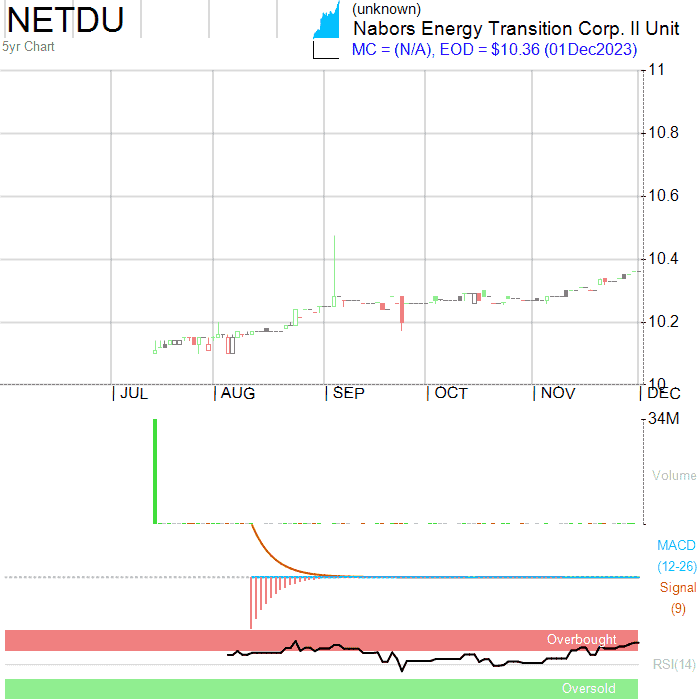 NETDU
5yr Chart
(unknown)
Nabors Energy Transition Corp. II Unit
MC = (N/A), EOD = $10.36 (01Dec2023)
11
10.8
10.6
10.4
10.2
10
JUL
AUG
SEP
OCT
NOV
DEC
34M
Volume
MACD
(12-26)
Signal
(9)
Overbought
RSI(14)
Oversold